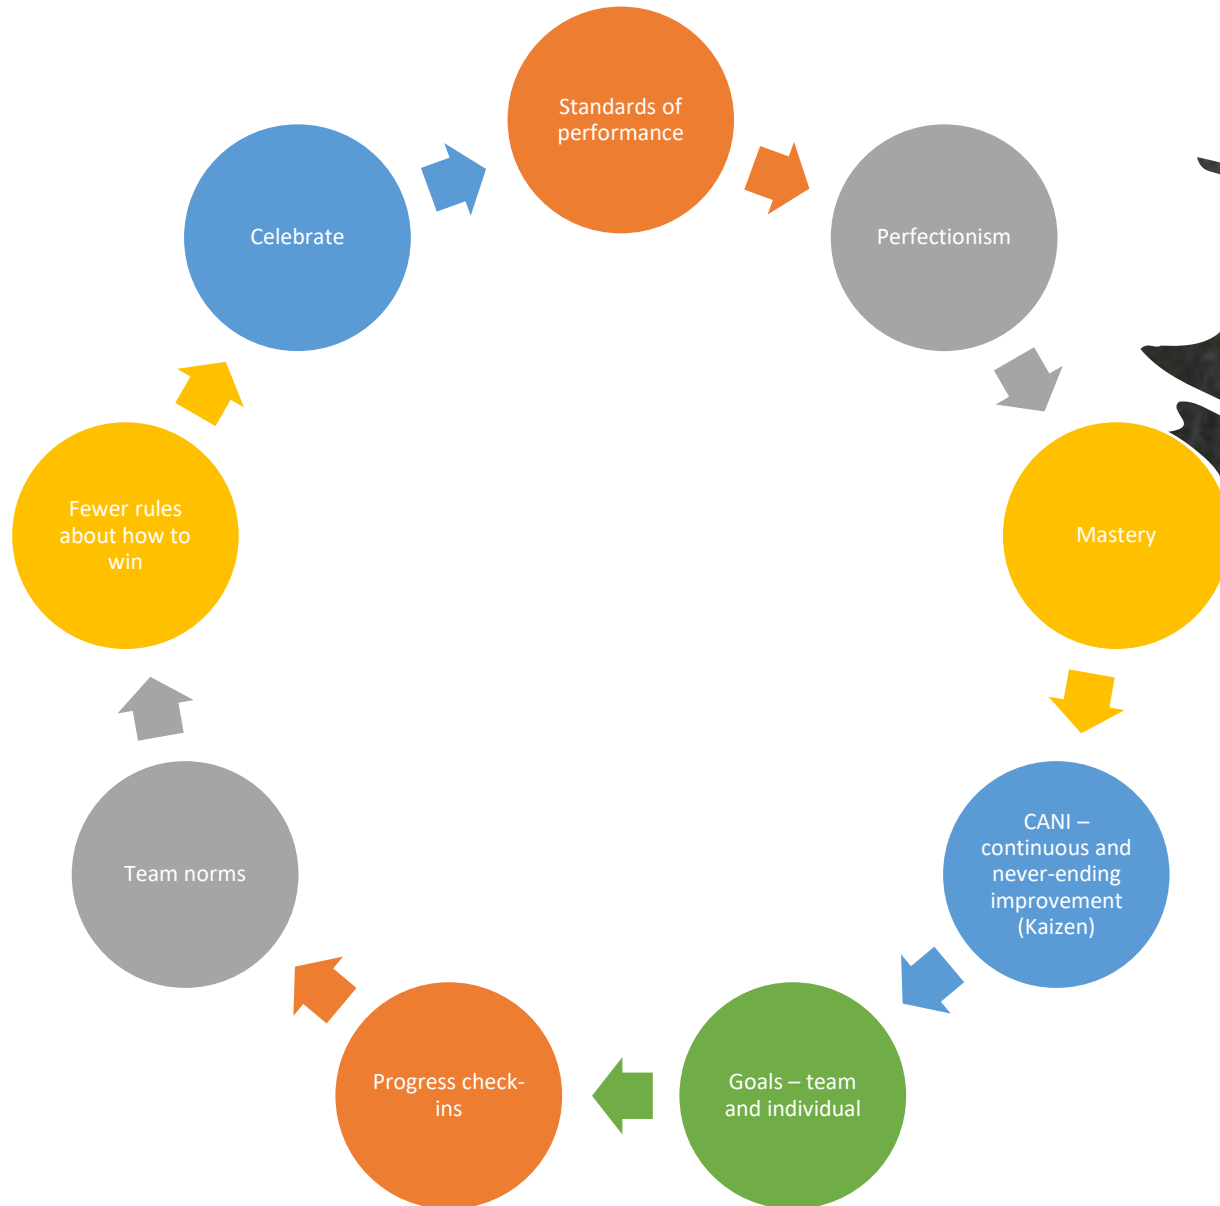 Standards of
performance
Perfectionism
Mastery
CANI –
continuous and
never-ending
improvement
(Kaizen)
Goals – team
and individual
Progress check-
ins
Team norms
Fewer rules
about how to
win
Celebrate